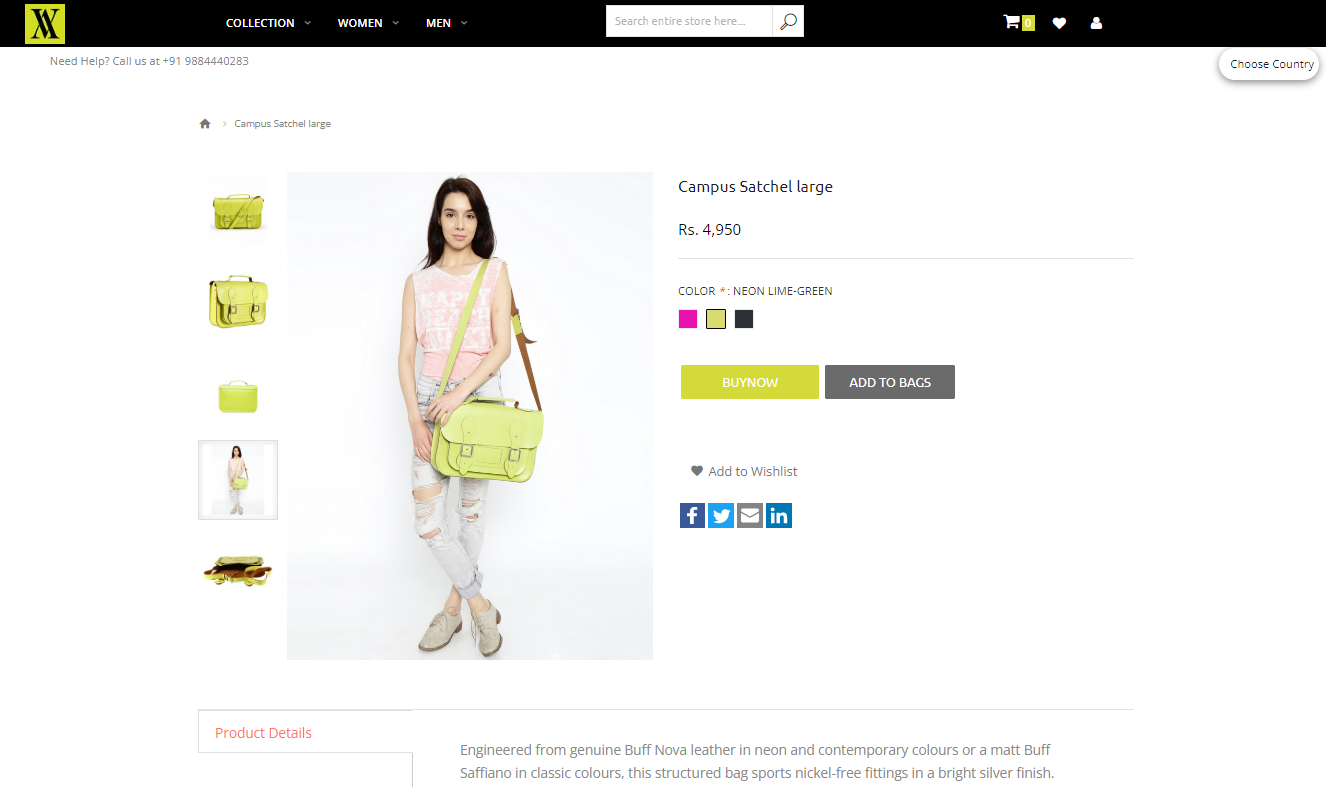 COLLECTION WOMEN MEN Search entire store here... 0
Need Help? Call us at +91 9884440283
Choose Country
Campus Satchel large
Campus Satchel large
Rs. 4,950
COLOR * : NEON LIME-GREEN
BUYNOW ADD TO BAGS
Add to Wishlist
Product Details
Engineered from genuine Buff Nova leather in neon and contemporary colours or a matt Buff
Saffiano in classic colours, this structured bag sports nickel-free fittings in a bright silver finish.